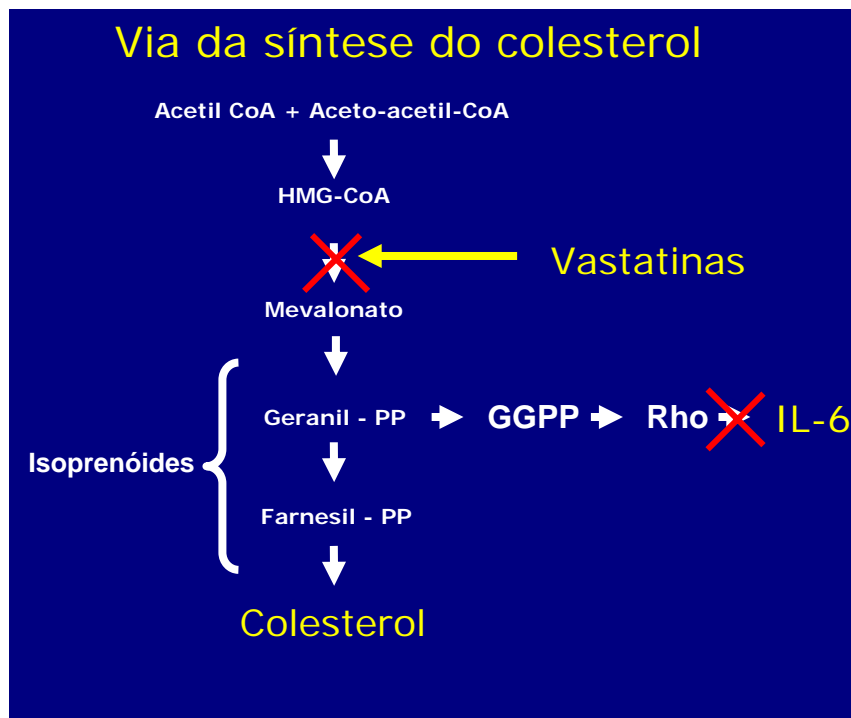 Via da síntese do colesterol
Acetil CoA + Aceto-acetil-CoA
HMG-CoA
Vastatinas
Mevalonato
Geranil - PP GGPP Rho IL-6
Isoprenóides
Farnesil - PP
Colesterol